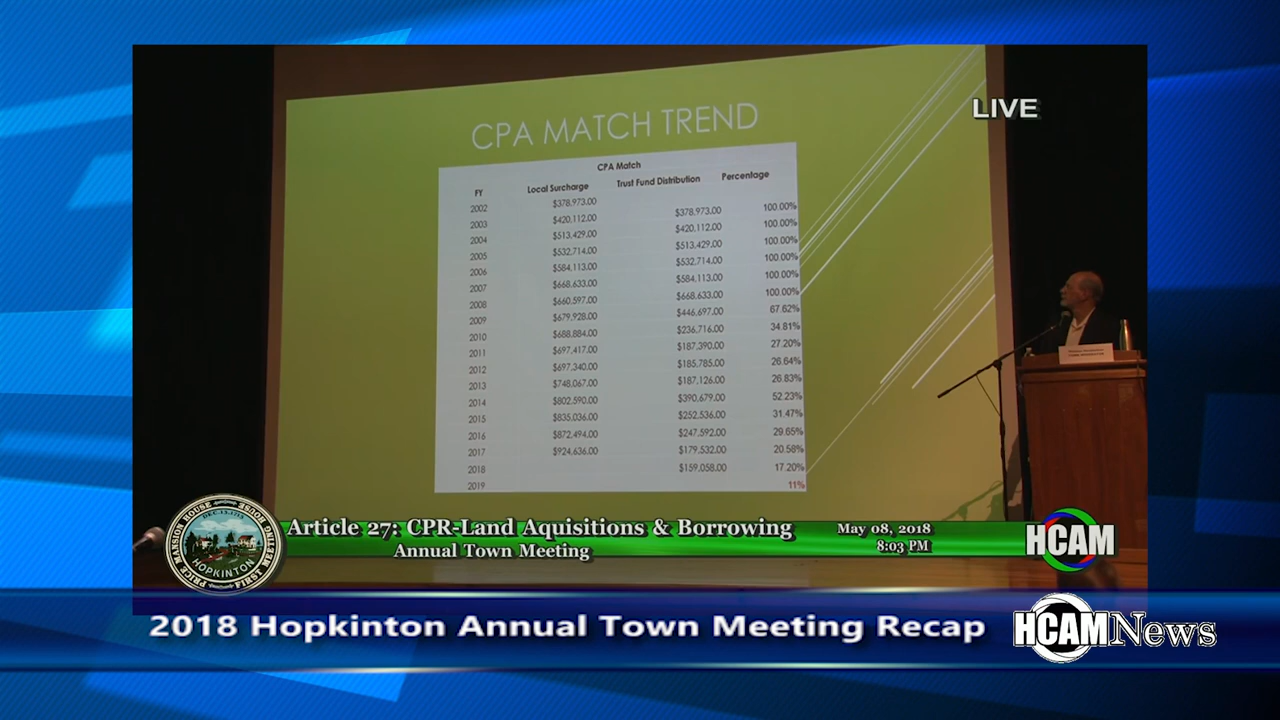 LIVE
CPA MATCH TREND
CPA Match
FY Local Surcharge Trust Fund Distribution Percentage
2002 $378,973.00
2003 $420,112.00 $378,973.00 100.00%
2004 $513,429.00 $420,112.00 100.00%
2005 $532,714.00 $513,429.00 100.00%
2006 $584,113.00 $532,714.00 100.00%
2007 $668,633.00 $584,113.00 100.00%
2008 $660,597.00 $668,633.00 100.00%
2009 $679,928.00 $446,697.00 67.62%
2010 $688,884.00 $236,716.00 34.81%
2011 $697,417.00 $187,390.00 27.20%
2012 $697,340.00 $185,785.00 26.64%
2013 $748,067.00 $187,126.00 26.83%
2014 $802,590.00 $390,679.00 52.23%
2015 $835,036.00 $252,536.00 31.47%
2016 $872,494.00 $247,592.00 29.65%
2017 $924,636.00 $179,532.00 20.58%
2018 $159,058.00 17.20%
2019 11%
PRICE MANSION HOUSE
FIRST MEETING HOUSE
HOPKINTON
Article 27: CPR-Land Aquisitions & Borrowing
Annual Town Meeting
May 08, 2018
8:03 PM
HCAM
2018 Hopkinton Annual Town Meeting Recap
HCAMNews